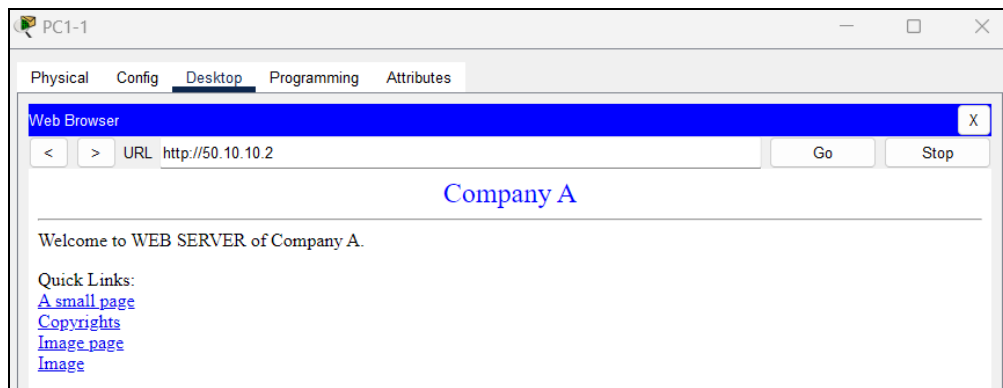 PC1-1
Physical Config Desktop Programming Attributes
Web Browser X
< > URL http://50.10.10.2 Go Stop
Company A
Welcome to WEB SERVER of Company A.
Quick Links:
A small page
Copyrights
Image page
Image